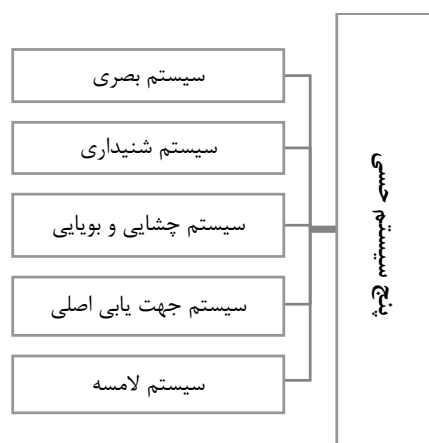 پنج سیستم حسی
سیستم بصری
سیستم شنیداری
سیستم چشایی و بویایی
سیستم جهت یابی اصلی
سیستم لامسه